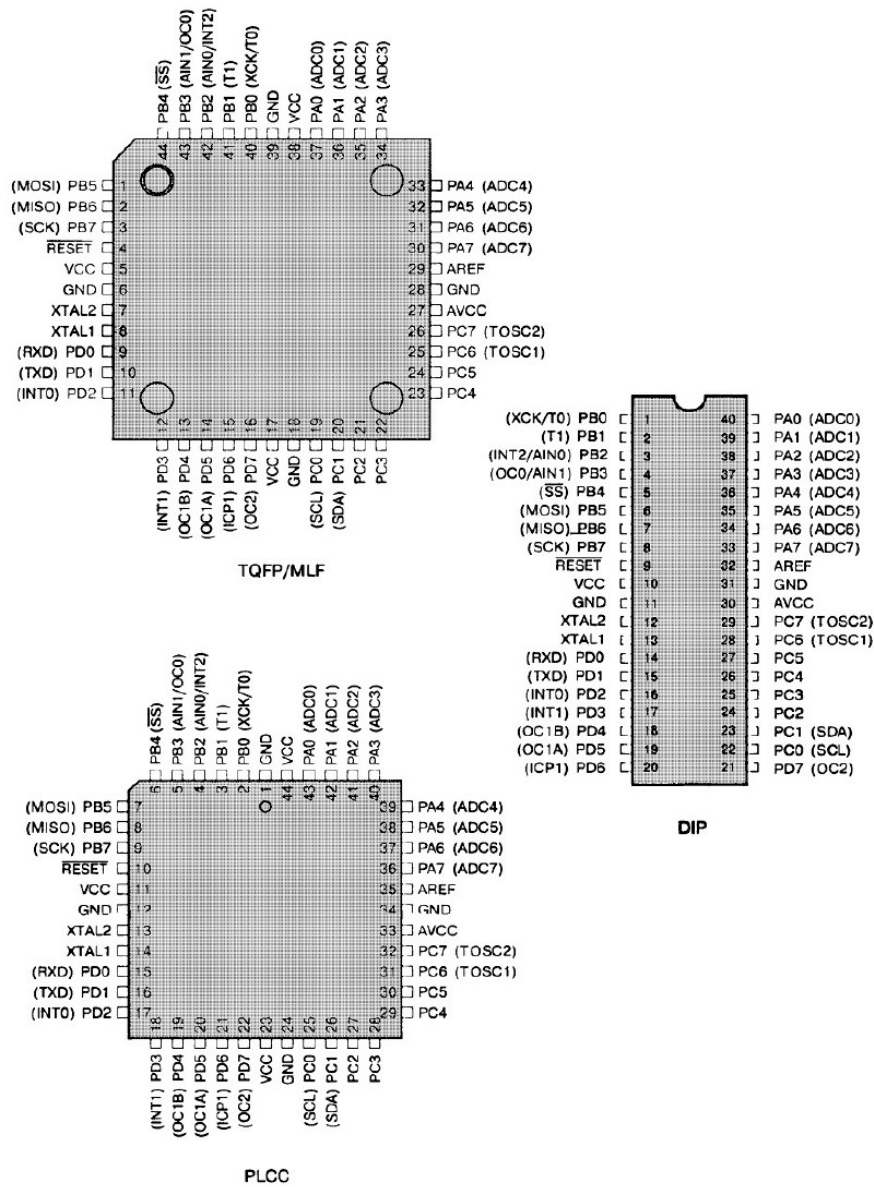 PB4 (SS)
PB3 (AIN1/OC0)
PB2 (AIN0/INT2)
PB1 (T1)
PB0 (XCK/T0)
GND
VCC
PA0 (ADC0)
PA1 (ADC1)
PA2 (ADC2)
PA3 (ADC3)
44 43 42 41 40 39 38 37 36 35 34
(MOSI) PB5 1 33 PA4 (ADC4)
(MISO) PB6 2 32 PA5 (ADC5)
(SCK) PB7 3 31 PA6 (ADC6)
RESET 4 30 PA7 (ADC7)
VCC 5 29 AREF
GND 6 28 GND
XTAL2 7 27 AVCC
XTAL1 8 26 PC7 (TOSC2)
(RXD) PD0 9 25 PC6 (TOSC1)
(TXD) PD1 10 24 PC5
(INT0) PD2 11 23 PC4
12 13 14 15 16 17 18 19 20 21 22
(INT1) PD3
(OC1B) PD4
(OC1A) PD5
(ICP1) PD6
(OC2) PD7
VCC
GND
(SCL) PC0
(SDA) PC1
PC2
PC3
TQFP/MLF
(XCK/T0) PB0 1 40 PA0 (ADC0)
(T1) PB1 2 39 PA1 (ADC1)
(INT2/AIN0) PB2 3 38 PA2 (ADC2)
(OC0/AIN1) PB3 4 37 PA3 (ADC3)
(SS) PB4 5 36 PA4 (ADC4)
(MOSI) PB5 6 35 PA5 (ADC5)
(MISO) PB6 7 34 PA6 (ADC6)
(SCK) PB7 8 33 PA7 (ADC7)
RESET 9 32 AREF
VCC 10 31 GND
GND 11 30 AVCC
XTAL2 12 29 PC7 (TOSC2)
XTAL1 13 28 PC6 (TOSC1)
(RXD) PD0 14 27 PC5
(TXD) PD1 15 26 PC4
(INT0) PD2 16 25 PC3
(INT1) PD3 17 24 PC2
(OC1B) PD4 18 23 PC1 (SDA)
(OC1A) PD5 19 22 PC0 (SCL)
(ICP1) PD6 20 21 PD7 (OC2)
DIP
PB4 (SS)
PB3 (AIN1/OC0)
PB2 (AIN0/INT2)
PB1 (T1)
PB0 (XCK/T0)
GND
VCC
PA0 (ADC0)
PA1 (ADC1)
PA2 (ADC2)
PA3 (ADC3)
6 5 4 3 2 1 44 43 42 41 40
(MOSI) PB5 7 39 PA4 (ADC4)
(MISO) PB6 8 38 PA5 (ADC5)
(SCK) PB7 9 37 PA6 (ADC6)
RESET 10 36 PA7 (ADC7)
VCC 11 35 AREF
GND 12 34 GND
XTAL2 13 33 AVCC
XTAL1 14 32 PC7 (TOSC2)
(RXD) PD0 15 31 PC6 (TOSC1)
(TXD) PD1 16 30 PC5
(INT0) PD2 17 29 PC4
18 19 20 21 22 23 24 25 26 27 28
(INT1) PD3
(OC1B) PD4
(OC1A) PD5
(ICP1) PD6
(OC2) PD7
VCC
GND
(SCL) PC0
(SDA) PC1
PC2
PC3
PLCC